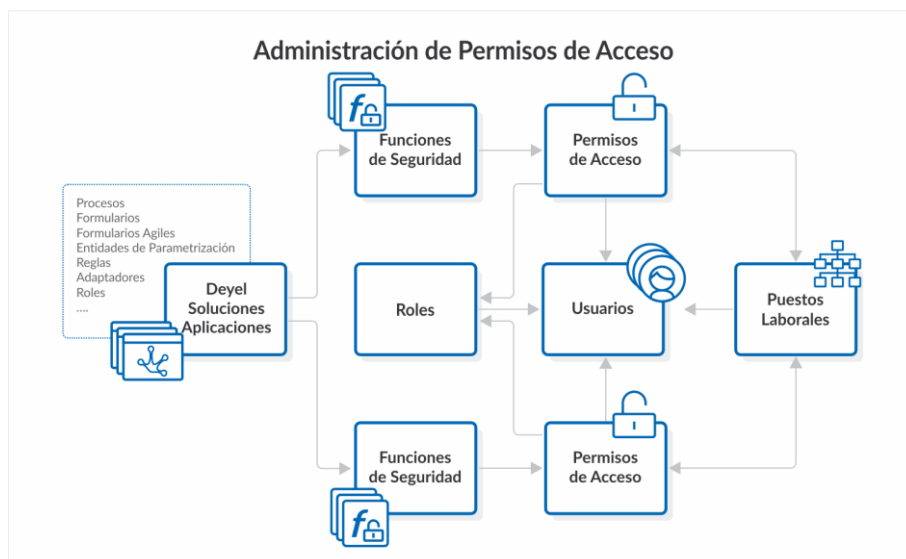 Administración de Permisos de Acceso
Funciones
de Seguridad
Permisos
de Acceso
Procesos
Formularios
Formularios Agiles
Entidades de Parametrización
Reglas
Adaptadores
Roles
....
Deyel
Soluciones
Aplicaciones
Roles
Usuarios
Puestos
Laborales
Funciones
de Seguridad
Permisos
de Acceso